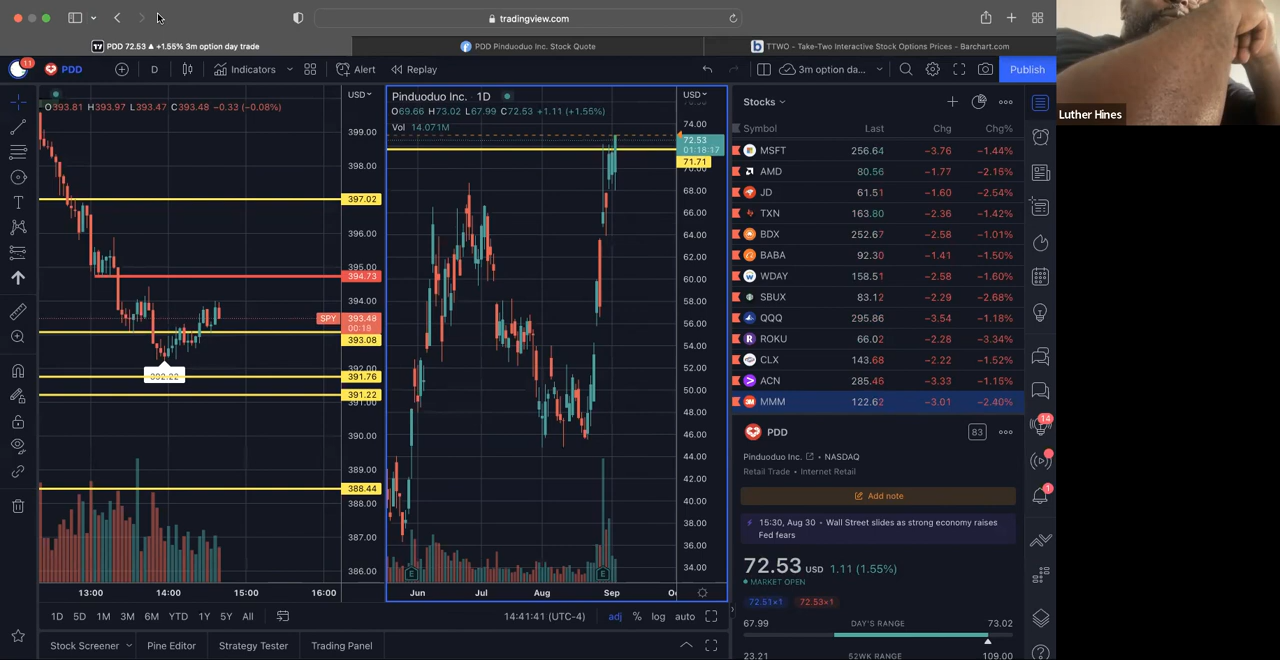 tradingview.com
PDD 72.53 ▲ +1.55% 3m option day trade
PDD Pinduoduo Inc. Stock Quote
TTWO - Take-Two Interactive Stock Options Prices - Barchart.com
11
PDD
D
Indicators
Alert
Replay
3m option da...
Publish
Luther Hines
O393.81 H393.97 L393.47 C393.48 −0.33 (−0.08%)
USD
399.00
398.00
397.02
396.00
395.00
394.73
394.00
SPY
393.48
00:18
393.08
392.00
391.76
391.22
391.00
390.00
389.00
388.44
387.00
386.00
13:00
14:00
15:00
16:00
Pinduoduo Inc. · 1D
O69.66 H73.02 L67.99 C72.53 +1.11 (+1.56%)
Vol 14.071M
USD
74.00
72.53
01:18:17
71.71
70.00
68.00
66.00
64.00
62.00
60.00
58.00
56.00
54.00
52.00
50.00
48.00
46.00
44.00
42.00
40.00
38.00
36.00
34.00
E
E
Jun
Jul
Aug
Sep
Stocks
Symbol Last Chg Chg%
MSFT 256.64 −3.76 −1.44%
AMD 80.56 −1.77 −2.16%
JD 61.51 −1.60 −2.54%
TXN 163.80 −2.36 −1.42%
BDX 252.67 −2.58 −1.01%
BABA 92.30 −1.41 −1.50%
WDAY 158.51 −2.58 −1.60%
SBUX 83.12 −2.29 −2.68%
QQQ 295.86 −3.54 −1.18%
ROKU 66.02 −2.28 −3.34%
CLX 143.68 −2.22 −1.52%
ACN 285.46 −3.33 −1.15%
MMM 122.62 −3.01 −2.40%
PDD
83
Pinduoduo Inc. • NASDAQ
Retail Trade • Internet Retail
Add note
15:30, Aug 30 • Wall Street slides as strong economy raises
Fed fears
72.53 USD 1.11 (1.55%)
MARKET OPEN
72.51×1 72.53×1
67.99 DAY'S RANGE 73.02
23.21 52WK RANGE 109.00
14
1
1D 5D 1M 3M 6M YTD 1Y 5Y All
14:41:41 (UTC-4)
adj % log auto
Stock Screener
Pine Editor
Strategy Tester
Trading Panel